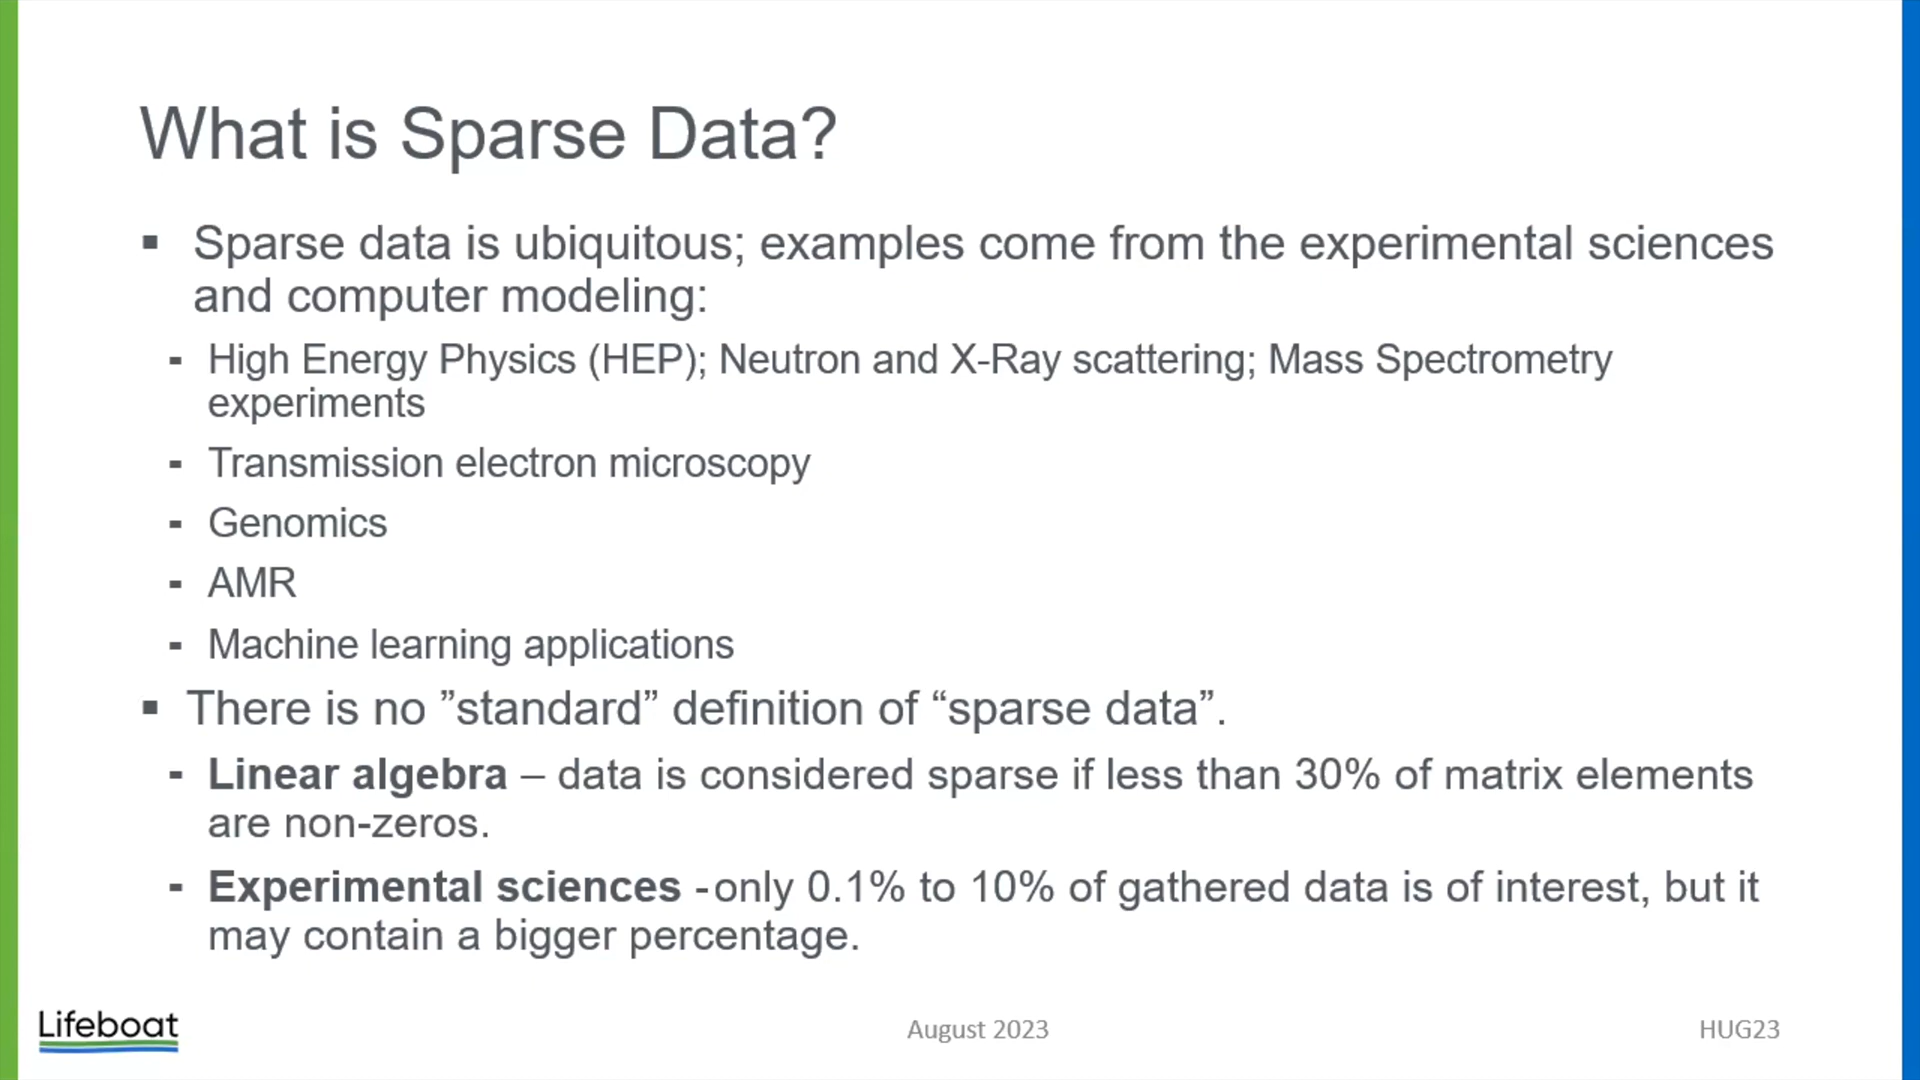 What is Sparse Data?
▪ Sparse data is ubiquitous; examples come from the experimental sciences
and computer modeling:
- High Energy Physics (HEP); Neutron and X-Ray scattering; Mass Spectrometry
experiments
- Transmission electron microscopy
- Genomics
- AMR
- Machine learning applications
▪ There is no ”standard” definition of “sparse data”.
- Linear algebra – data is considered sparse if less than 30% of matrix elements
are non-zeros.
- Experimental sciences -only 0.1% to 10% of gathered data is of interest, but it
may contain a bigger percentage.
Lifeboat
August 2023
HUG23